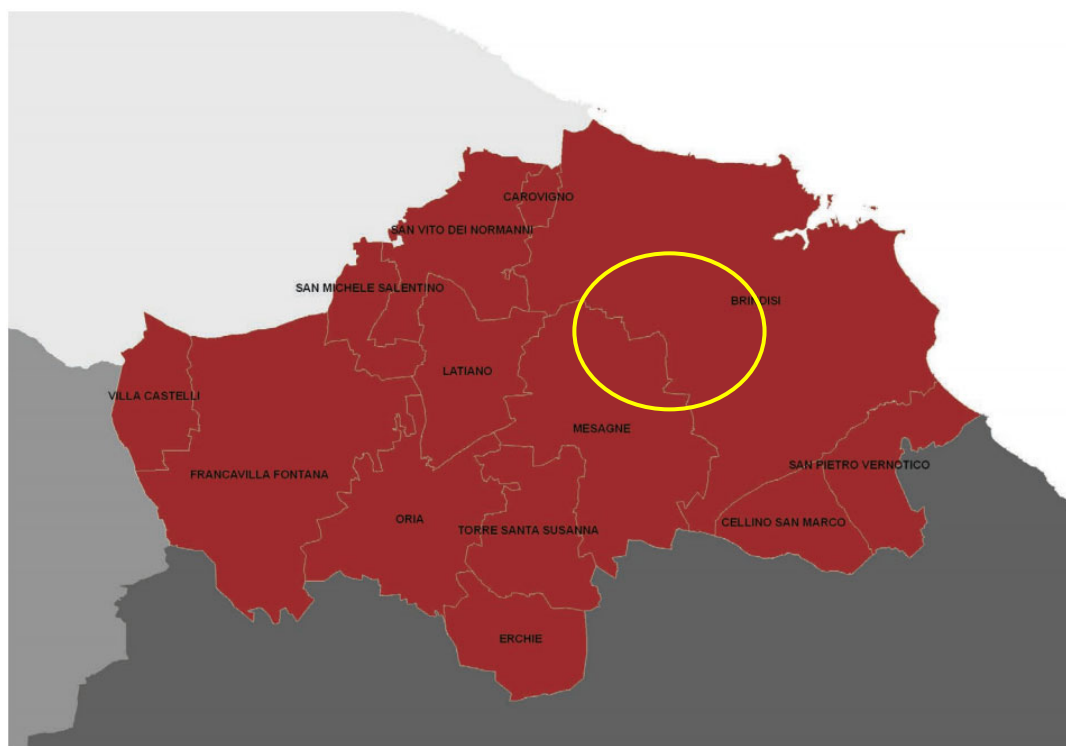 CAROVIGNO
SAN VITO DEI NORMANNI
SAN MICHELE SALENTINO
BRINDISI
LATIANO
VILLA CASTELLI
MESAGNE
FRANCAVILLA FONTANA
SAN PIETRO VERNOTICO
ORIA
CELLINO SAN MARCO
TORRE SANTA SUSANNA
ERCHIE